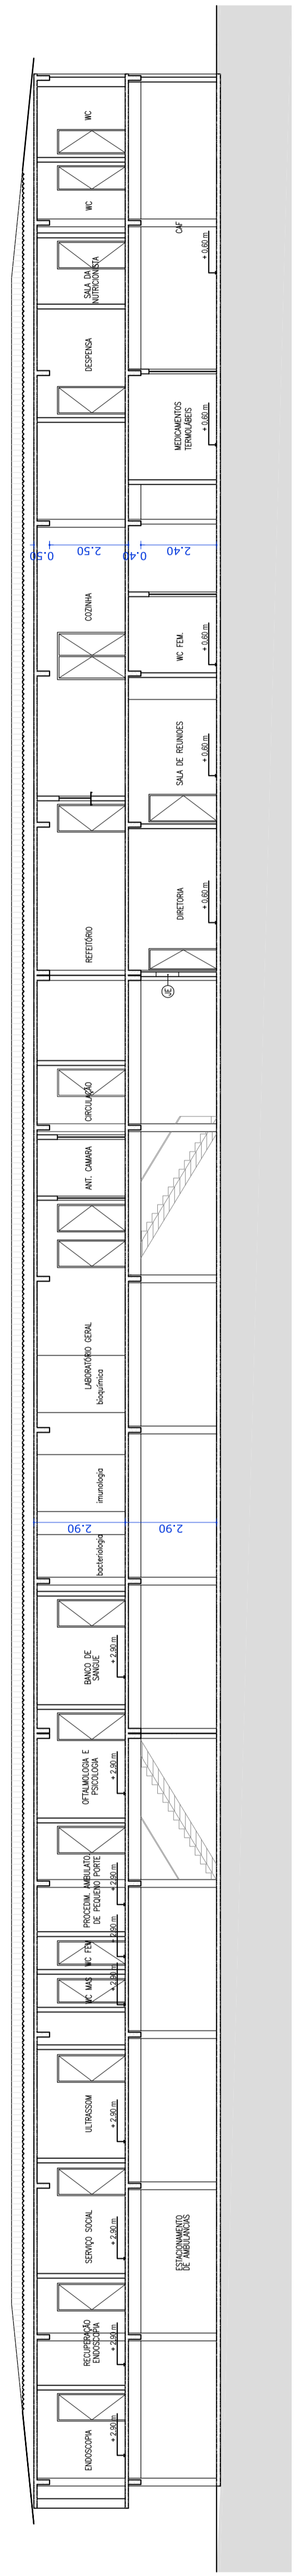 ENDOSCOPIA
+ 2.90 m
RECUPERAÇÃO
ENDOSCOPIA
+ 2.90 m
SERVIÇO SOCIAL
+ 2.90 m
ULTRASSOM
+ 2.90 m
WC MAS
+ 2.90 m
WC FEM
+ 2.90 m
PROCEDIM. AMBULATO.
DE PEQUENO PORTE
+ 2.90 m
OFTALMOLOGIA E
PSICOLOGIA
+ 2.90 m
BANCO DE
SANGUE
+ 2.90 m
bacteriologia
2.90
imunologia
LABORATÓRIO GERAL
bioquímica
ANT. CAMARA
CIRCULAÇÃO
REFEITÓRIO
COZINHA
0.50
2.50
0.40
DESPENSA
SALA DA
NUTRICIONISTA
WC
WC
ESTACIONAMENTO
DE AMBULANCIAS
2.90
DIRETORIA
+ 0,60 m
SALA DE REUNIOES
+ 0,60 m
WC FEM.
+ 0,60 m
0.40
2.40
MEDICAMENTOS
TERMOLÁBEIS
+ 0,60 m
CAF
+ 0,60 m